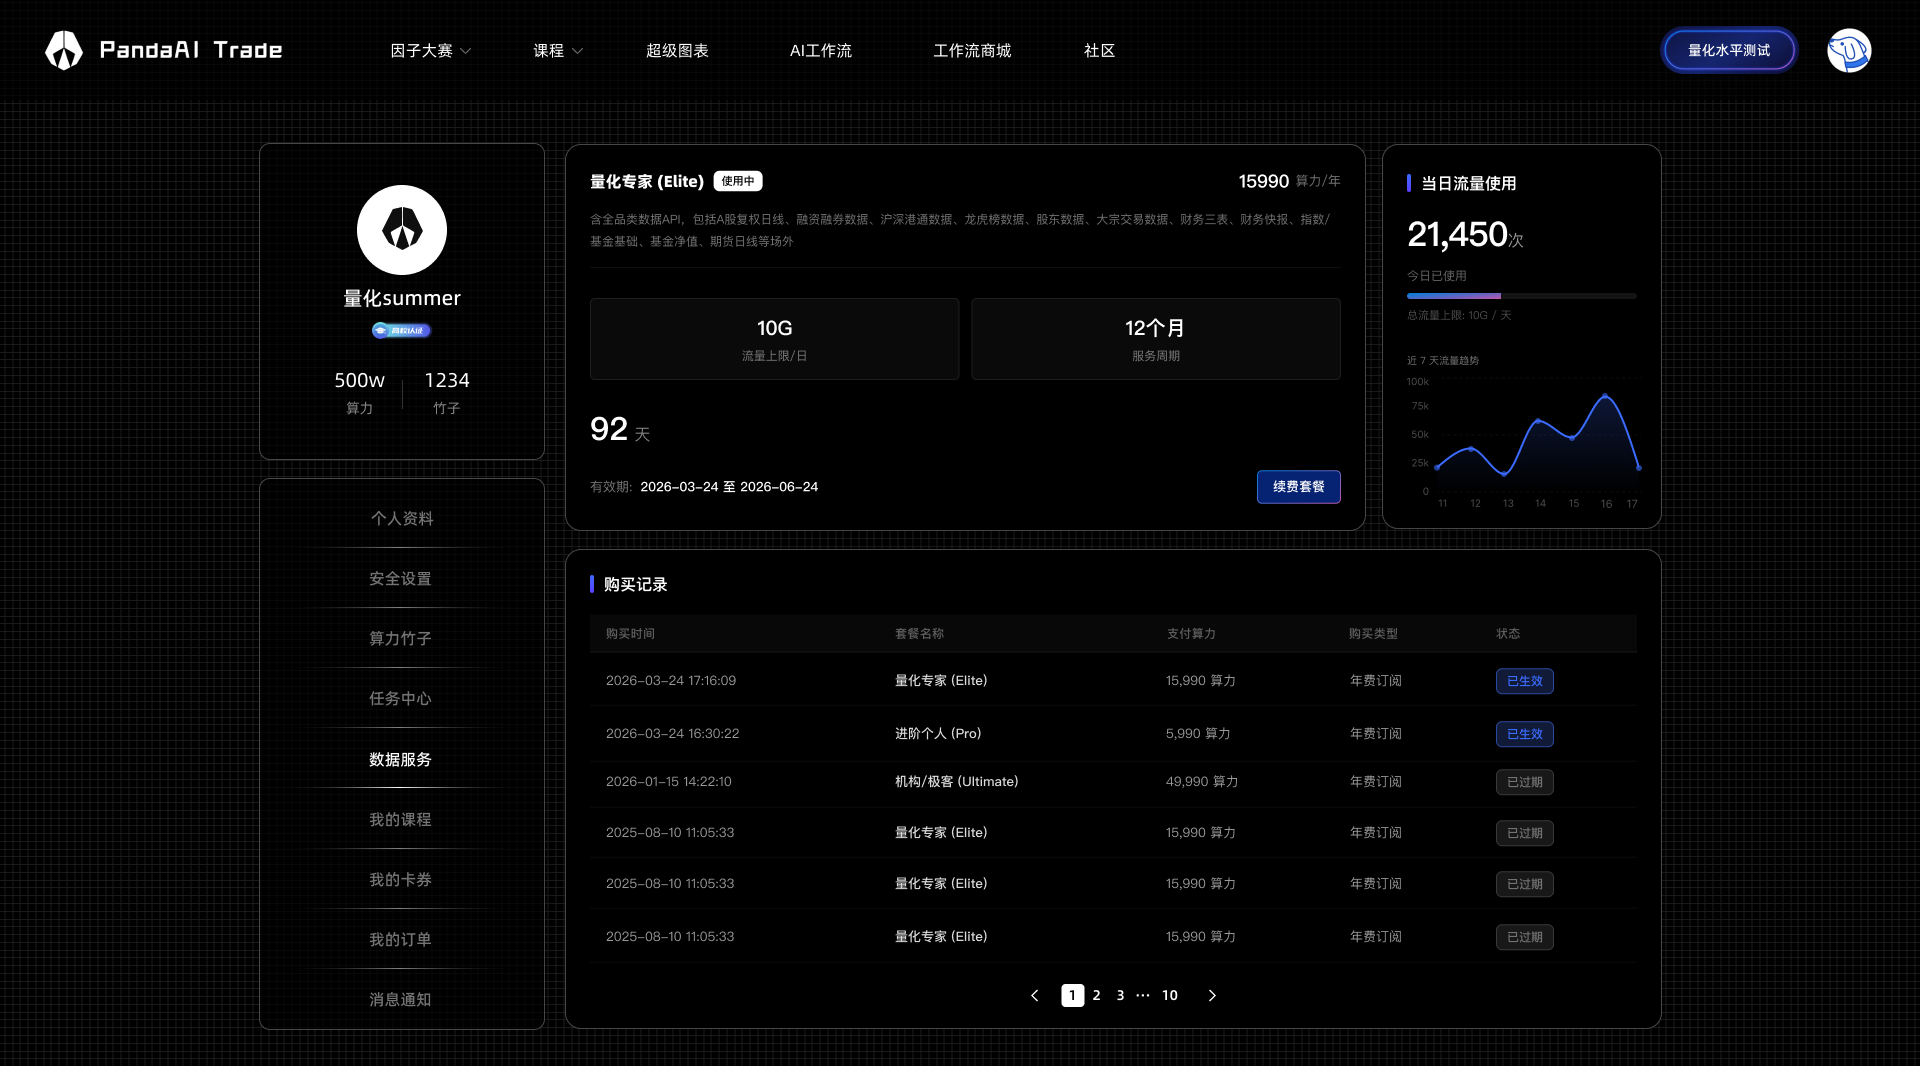 PandaAI Trade
因子大赛
课程
超级图表
AI工作流
工作流商城
社区
量化水平测试
量化summer
高校认证
500w
算力
1234
竹子
个人资料
安全设置
算力竹子
任务中心
数据服务
我的课程
我的卡券
我的订单
消息通知
量化专家 (Elite)
使用中
15990 算力/年
含全品类数据API，包括A股复权日线、融资融券数据、沪深港通数据、龙虎榜数据、股东数据、大宗交易数据、财务三表、财务快报、指数/
基金基础、基金净值、期货日线等场外
10G
流量上限/日
12个月
服务周期
92 天
有效期: 2026-03-24 至 2026-06-24
续费套餐
当日流量使用
21,450次
今日已使用
总流量上限: 10G / 天
近 7 天流量趋势
100k
75k
50k
25k
0
11 12 13 14 15 16 17
购买记录
购买时间 套餐名称 支付算力 购买类型 状态
2026-03-24 17:16:09 量化专家 (Elite) 15,990 算力 年费订阅 已生效
2026-03-24 16:30:22 进阶个人 (Pro) 5,990 算力 年费订阅 已生效
2026-01-15 14:22:10 机构/极客 (Ultimate) 49,990 算力 年费订阅 已过期
2025-08-10 11:05:33 量化专家 (Elite) 15,990 算力 年费订阅 已过期
2025-08-10 11:05:33 量化专家 (Elite) 15,990 算力 年费订阅 已过期
2025-08-10 11:05:33 量化专家 (Elite) 15,990 算力 年费订阅 已过期
1 2 3 ··· 10